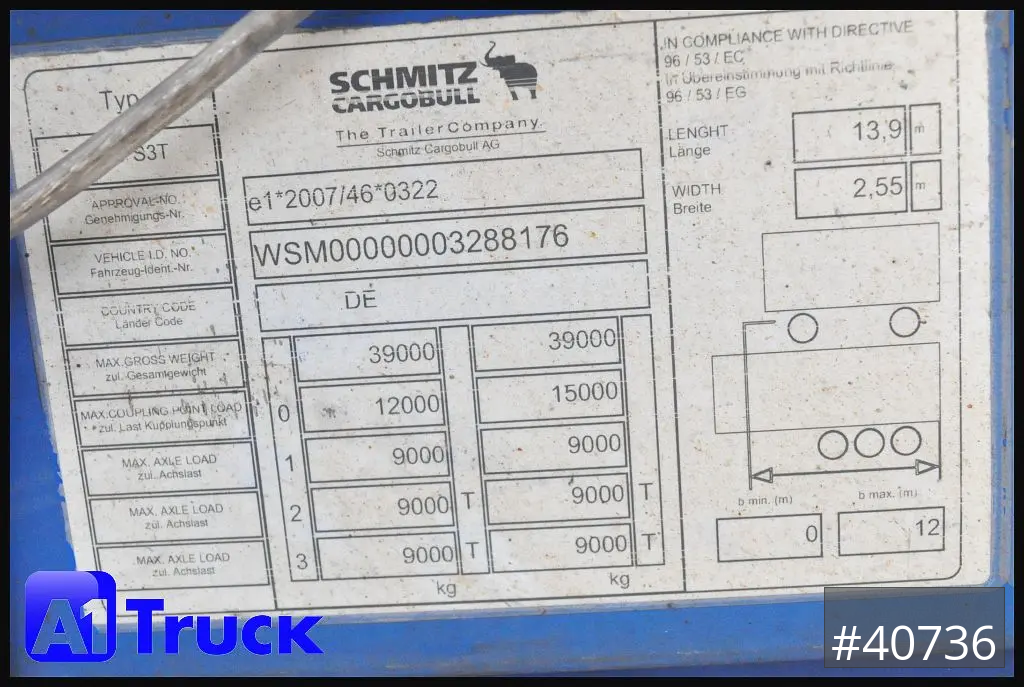 Typ
S3T
APPROVAL-NO.
Genehmigungs-Nr.
VEHICLE I.D. NO.
Fahrzeug-Ident.-Nr.
COUNTRY CODE
Länder Code
MAX.GROSS WEIGHT
zul. Gesamtgewicht
MAX.COUPLING POINT LOAD
zul. Last Kupplungspunkt
MAX. AXLE LOAD
zul. Achslast
MAX. AXLE LOAD
zul. Achslast
MAX. AXLE LOAD
zul. Achslast
SCHMITZ
CARGOBULL
The TrailerCompany.
Schmitz Cargobull AG
e1*2007/46*0322
WSM00000003288176
DE
39000 39000
0 12000 15000
1 9000 9000
2 9000 T 9000 T
3 9000 T 9000 T
kg kg
IN COMPLIANCE WITH DIRECTIVE
96 / 53 / EC
In Übereinstimmung mit Richtlinie
96 / 53 / EG
LENGHT
Länge
13,9 m
WIDTH
Breite
2,55 m
b min. (m) b max. (m)
0 12
A1 Truck
#40736